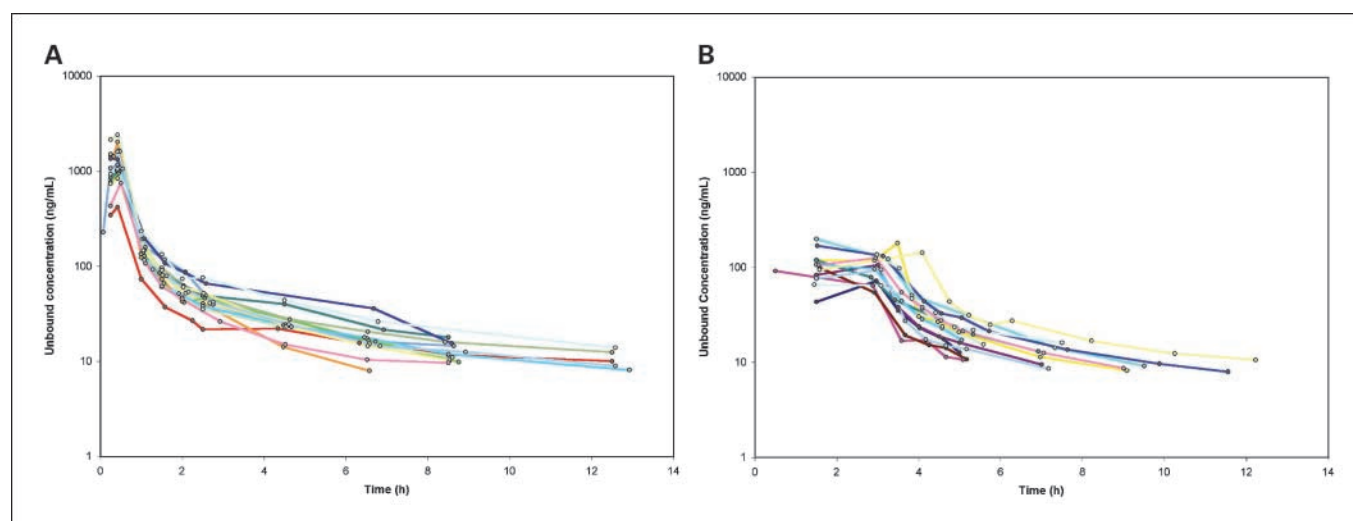 A
Unbound concentration (ng/mL)
10000
1000
100
10
1
0 2 4 6 8 10 12 14
Time (h)
B
Unbound Concentration (ng/mL)
10000
1000
100
10
1
0 2 4 6 8 10 12 14
Time (h)